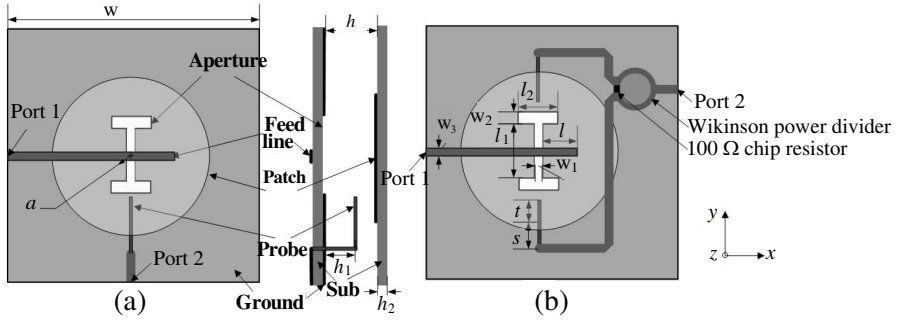 w
Aperture
Port 1
Feed
line
Patch
a
Probe
Port 2
Ground
(a)
h
h1
Sub
h2
l2
w2
l1
l
w3
w1
Port 1
t
s
Port 2
Wikinson power divider
100 Ω chip resistor
y
z
x
(b)